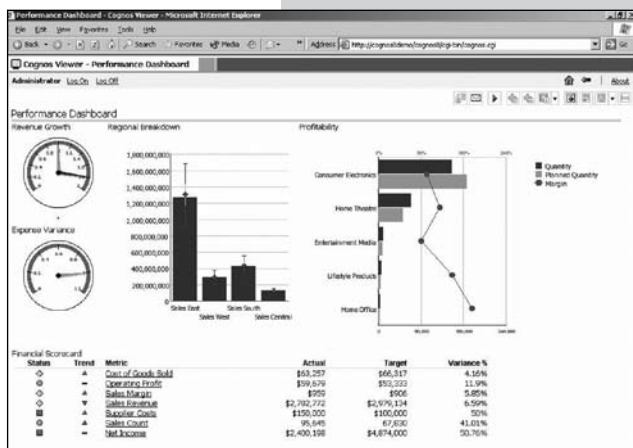 Performance Dashboard - Cognos Viewer - Microsoft Internet Explorer
File Edit View Favorites Tools Help
Back Search Favorites Media Address http://cognos8demo/cognos8/cgi-bin/cognos.cgi Go
Cognos Viewer - Performance Dashboard
Administrator Log On Log Off About
Performance Dashboard
Revenue Growth Regional Breakdown Profitability
1,800,000,000
1,600,000,000
1,400,000,000
1,200,000,000
1,000,000,000
800,000,000
600,000,000
400,000,000
200,000,000
0
Sales East Sales West Sales South Sales Central
Expense Variance
Consumer Electronics
Home Theatre
Entertainment Media
Lifestyle Products
Home Office
Quantity
Planned Quantity
Margin
Financial Scorecard
Status Trend Metric Actual Target Variance %
Cost of Goods Sold $63,257 $66,317 4.16%
Operating Profit $59,679 $53,333 11.9%
Sales Margin $959 $906 5.85%
Sales Revenue $2,782,772 $2,979,134 6.59%
Supplier Costs $150,000 $100,000 50%
Sales Count 95,645 67,830 41.01%
Net Income $2,400,198 $4,874,000 50.76%